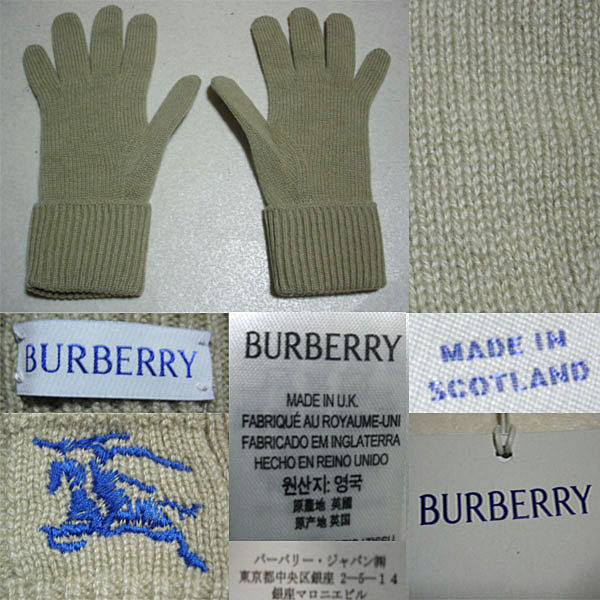 BURBERRY
BURBERRY
MADE IN U.K.
FABRIQUÉ AU ROYAUME-UNI
FABRICADO EM INGLATERRA
HECHO EN REINO UNIDO
원산지: 영국
原產地 英國
原产地 英国
バーバリー・ジャパン㈱
東京都中央区銀座 2－5－14
銀座マロニエビル
MADE IN
SCOTLAND
BURBERRY